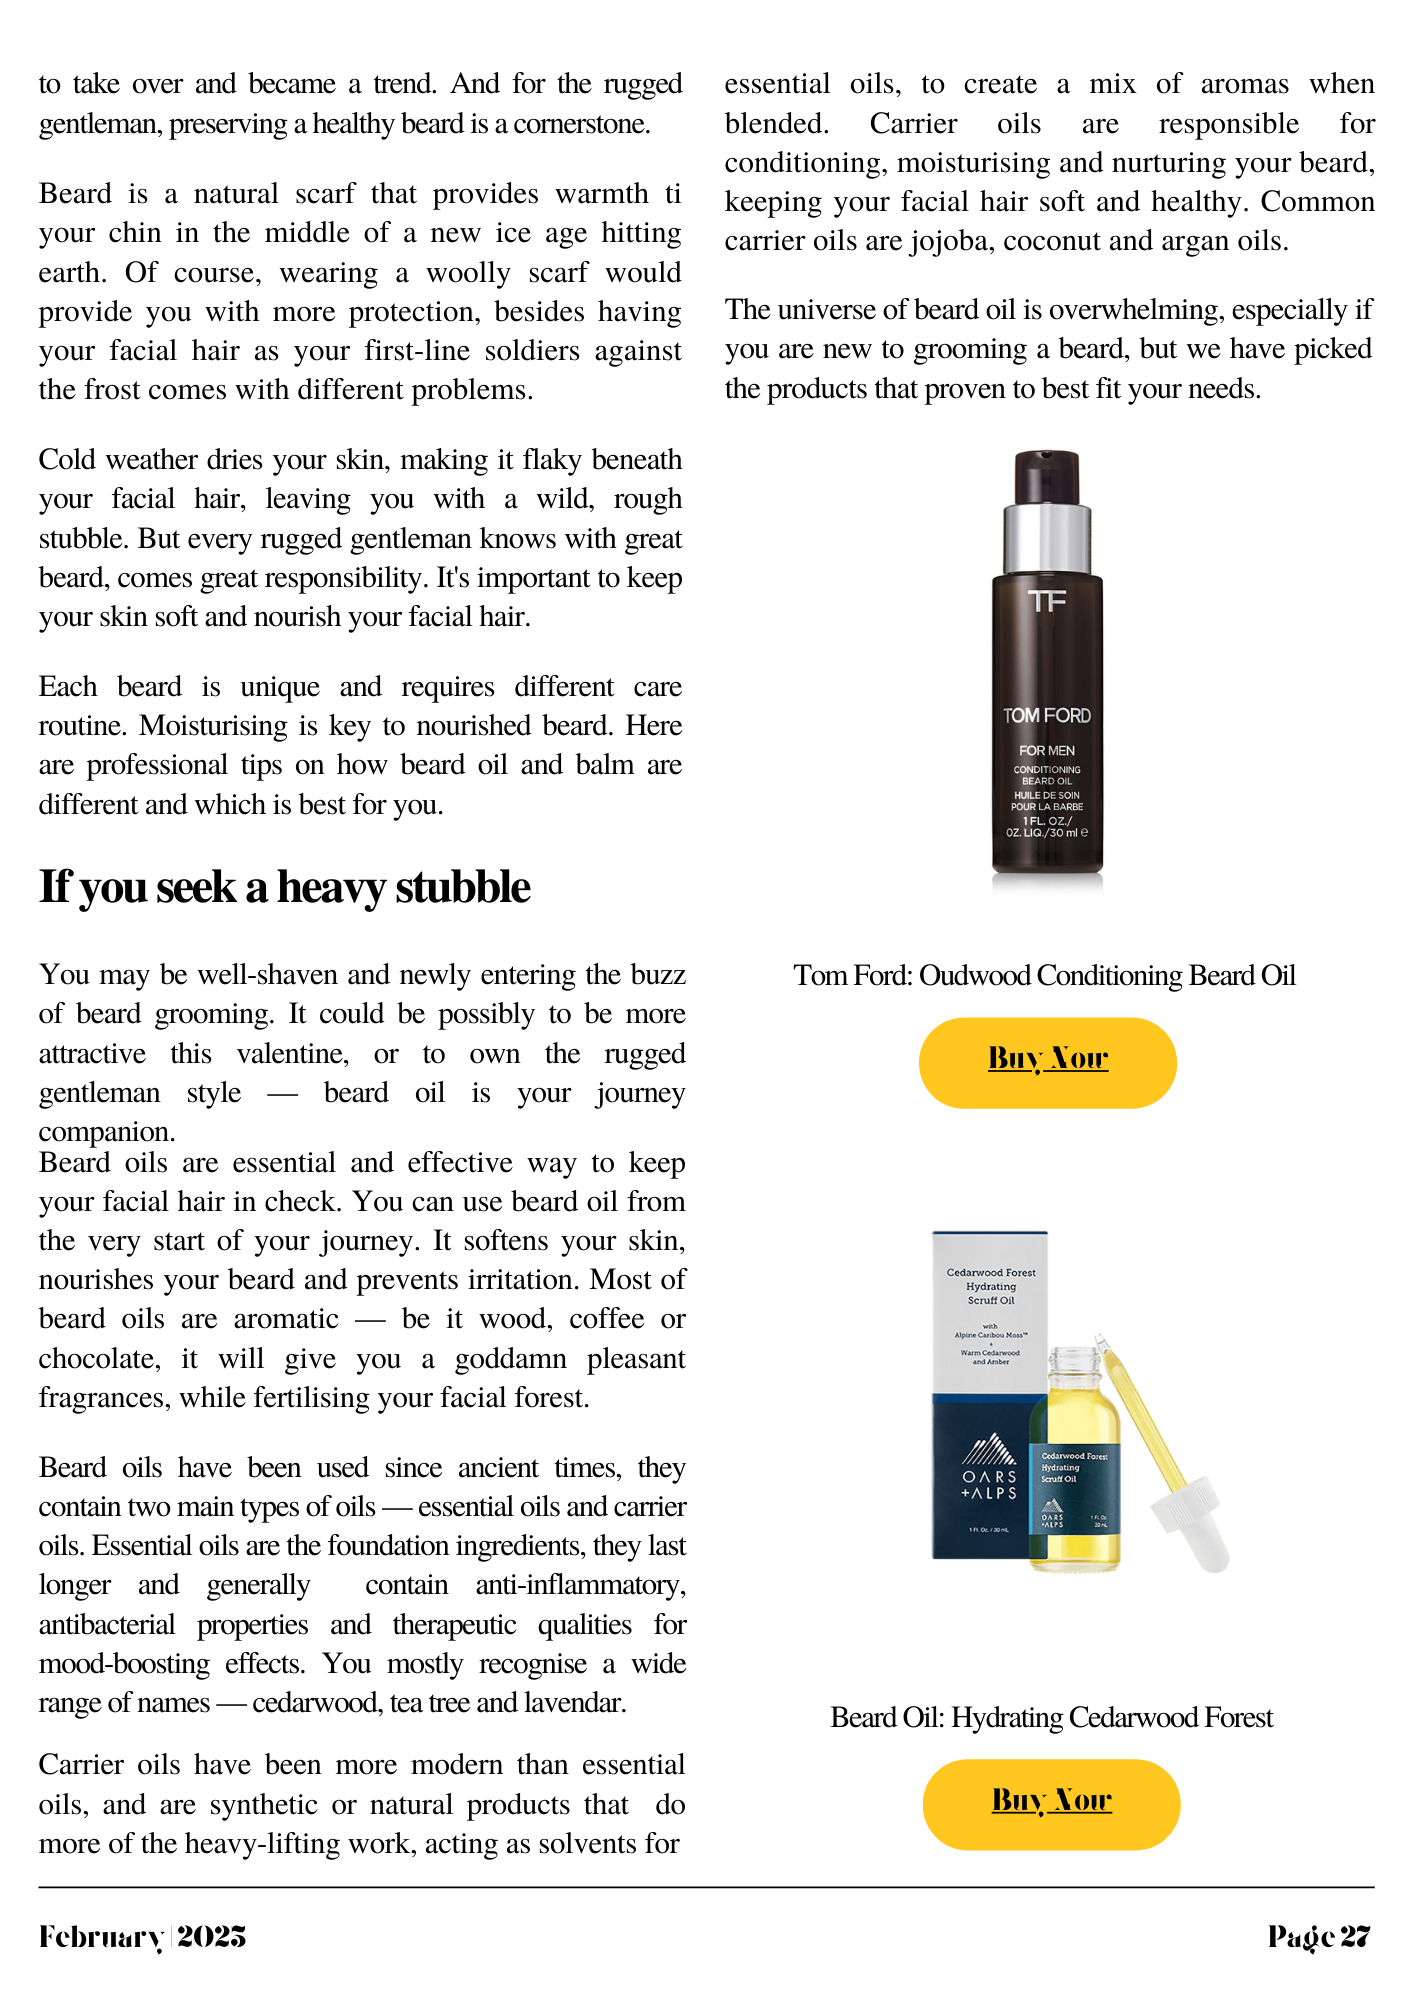 to take over and became a trend. And for the rugged
gentleman, preserving a healthy beard is a cornerstone.
Beard is a natural scarf that provides warmth ti
your chin in the middle of a new ice age hitting
earth. Of course, wearing a woolly scarf would
provide you with more protection, besides having
your facial hair as your first-line soldiers against
the frost comes with different problems.
Cold weather dries your skin, making it flaky beneath
your facial hair, leaving you with a wild, rough
stubble. But every rugged gentleman knows with great
beard, comes great responsibility. It's important to keep
your skin soft and nourish your facial hair.
Each beard is unique and requires different care
routine. Moisturising is key to nourished beard. Here
are professional tips on how beard oil and balm are
different and which is best for you.
If you seek a heavy stubble
You may be well-shaven and newly entering the buzz
of beard grooming. It could be possibly to be more
attractive this valentine, or to own the rugged
gentleman style — beard oil is your journey
companion.
Beard oils are essential and effective way to keep
your facial hair in check. You can use beard oil from
the very start of your journey. It softens your skin,
nourishes your beard and prevents irritation. Most of
beard oils are aromatic — be it wood, coffee or
chocolate, it will give you a goddamn pleasant
fragrances, while fertilising your facial forest.
Beard oils have been used since ancient times, they
contain two main types of oils — essential oils and carrier
oils. Essential oils are the foundation ingredients, they last
longer and generally contain anti-inflammatory,
antibacterial properties and therapeutic qualities for
mood-boosting effects. You mostly recognise a wide
range of names — cedarwood, tea tree and lavendar.
Carrier oils have been more modern than essential
oils, and are synthetic or natural products that do
more of the heavy-lifting work, acting as solvents for
essential oils, to create a mix of aromas when
blended. Carrier oils are responsible for
conditioning, moisturising and nurturing your beard,
keeping your facial hair soft and healthy. Common
carrier oils are jojoba, coconut and argan oils.
The universe of beard oil is overwhelming, especially if
you are new to grooming a beard, but we have picked
the products that proven to best fit your needs.
TF
TOM FORD
FOR MEN
CONDITIONING
BEARD OIL
HUILE DE SOIN
POUR LA BARBE
1 FL. OZ./
OZ. LIQ./30 ml ℮
Tom Ford: Oudwood Conditioning Beard Oil
Buy Now
Cedarwood Forest
Hydrating
Scruff Oil
with
Alpine Caribou Moss™
+
Warm Cedarwood
and Amber
OARS
+ALPS
1 Fl. Oz. / 30 mL
Cedarwood Forest
Hydrating
Scruff Oil
OARS
+ALPS
1 Fl. Oz.
30 mL
Beard Oil: Hydrating Cedarwood Forest
Buy Now
February|2023
Page 27